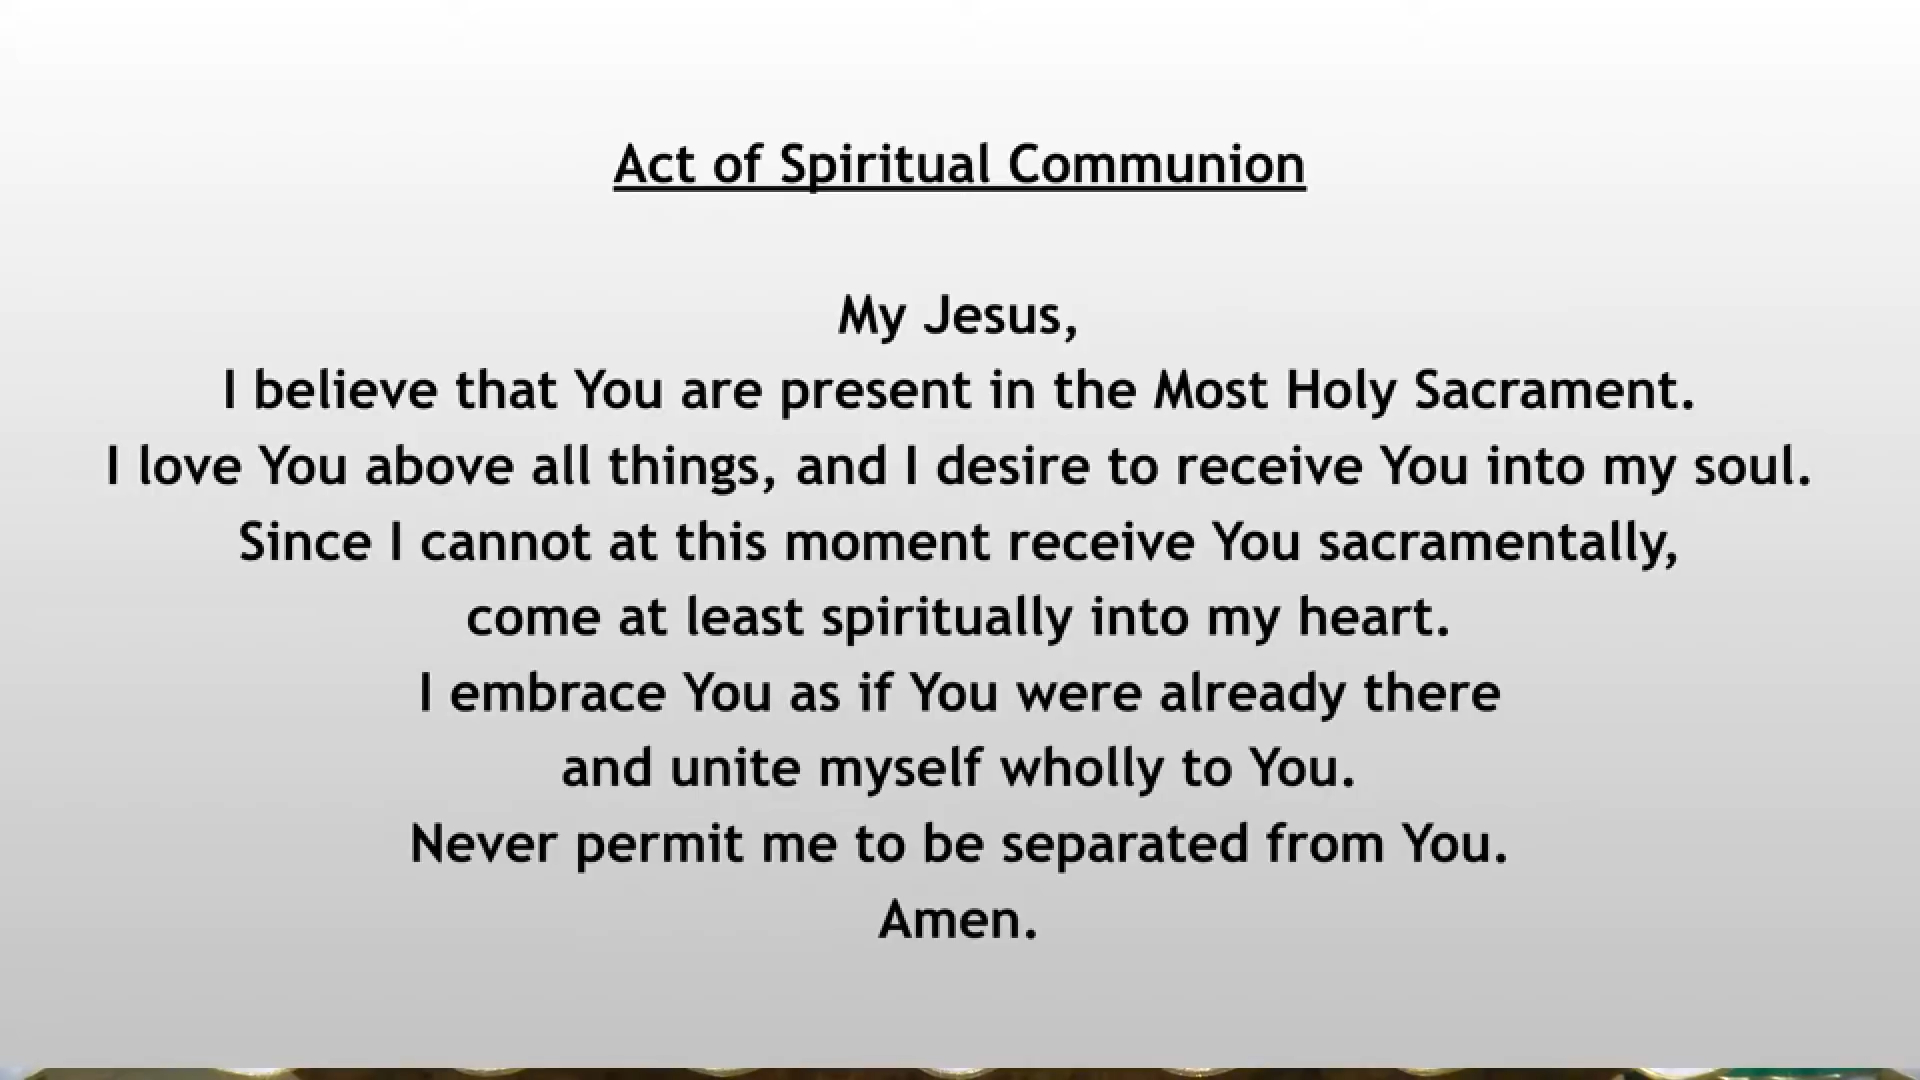 Act of Spiritual Communion
My Jesus,
I believe that You are present in the Most Holy Sacrament.
I love You above all things, and I desire to receive You into my soul.
Since I cannot at this moment receive You sacramentally,
come at least spiritually into my heart.
I embrace You as if You were already there
and unite myself wholly to You.
Never permit me to be separated from You.
Amen.